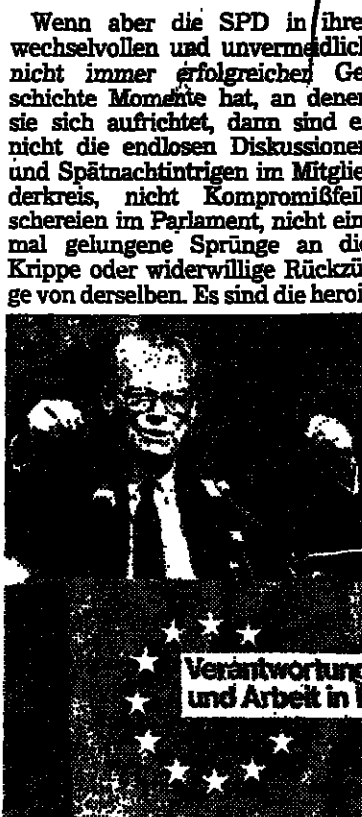 Wenn aber die SPD in ihre
wechselvollen und unvermeidlich
nicht immer erfolgreichen Ge
schichte Momente hat, an denen
sie sich aufrichtet, dann sind e
nicht die endlosen Diskussionen
und Spätnachtintrigen im Mitglie
derkreis, nicht Kompromißfeil
schereien im Parlament, nicht ein
mal gelungene Sprünge an die
Krippe oder widerwillige Rückzü
ge von derselben. Es sind die heroi
Verantwortung
und Arbeit in